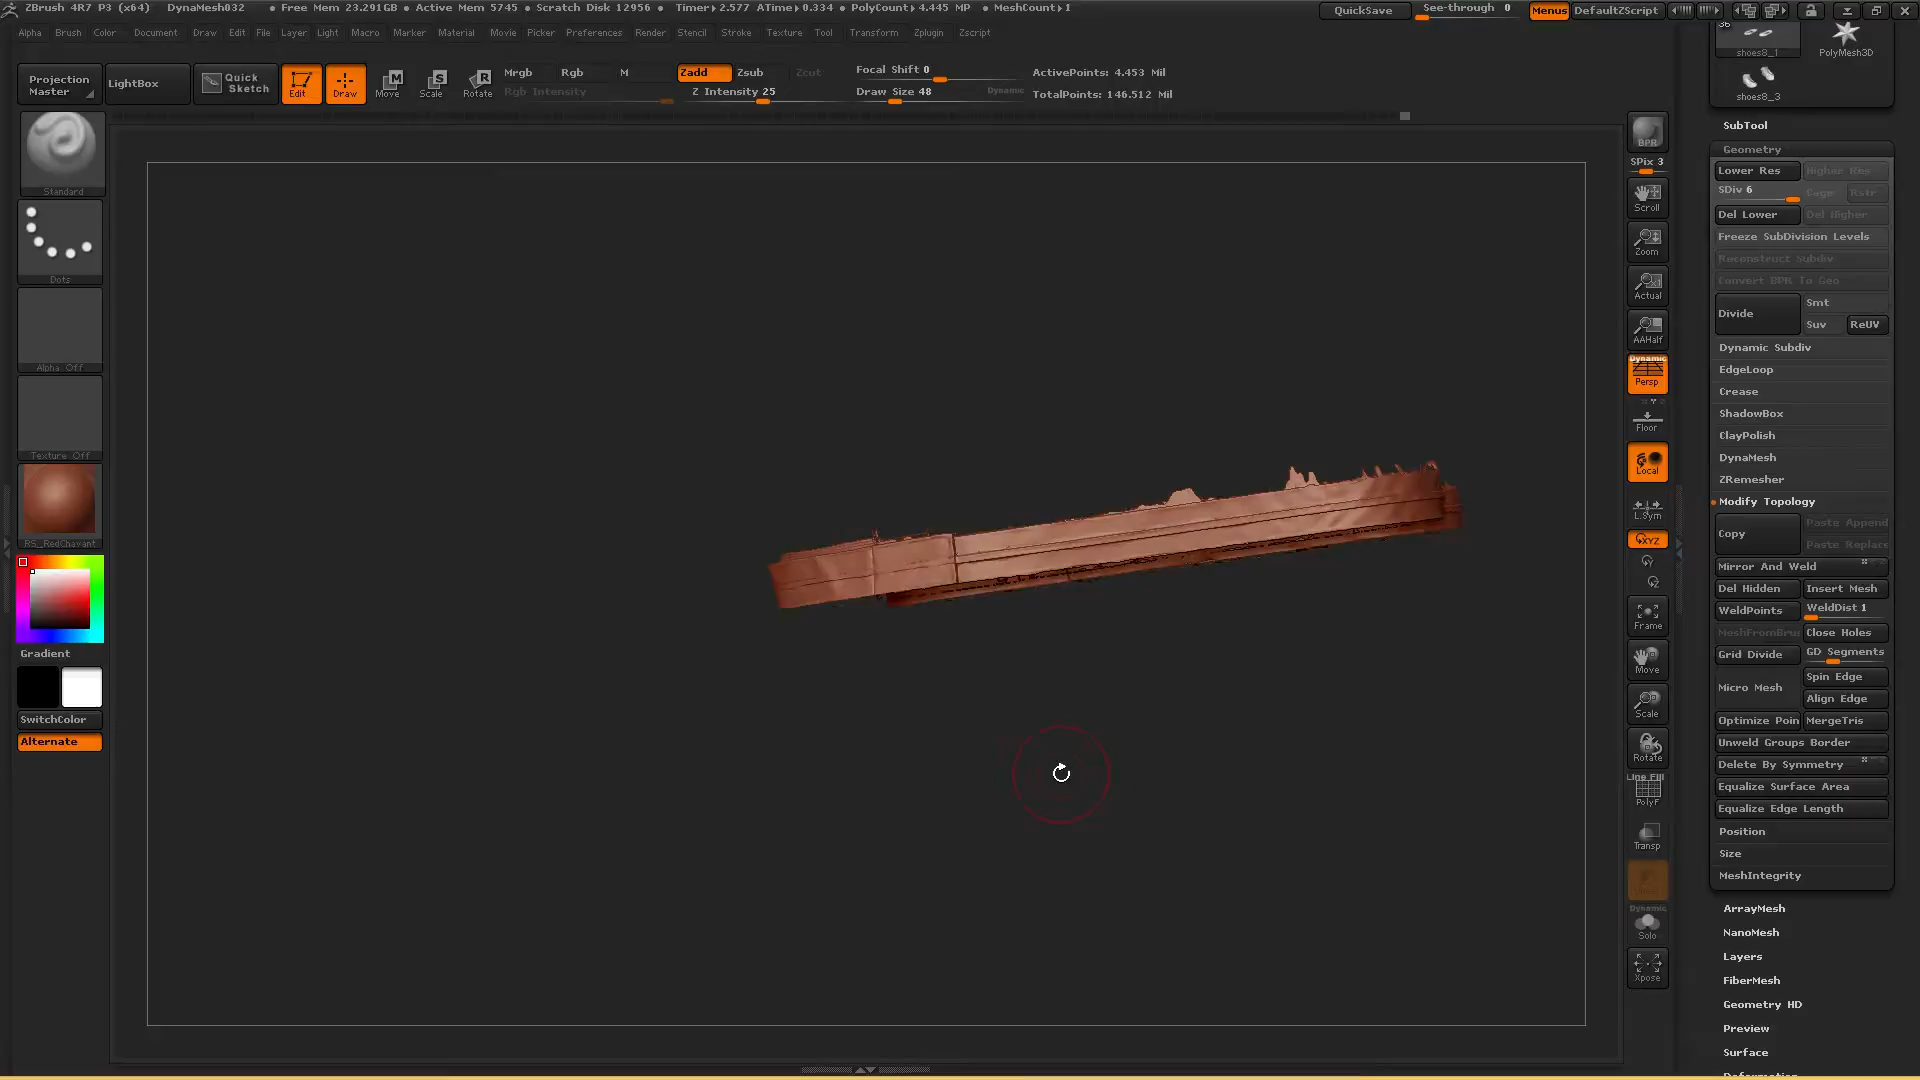 ZBrush 4R7 P3 (x64) DynaMesh032 • Free Mem 23.291GB • Active Mem 5745 • Scratch Disk 12956 • Timer▸2.577 ATime▸0.334 • PolyCount▸4.445 MP • MeshCount▸1 QuickSave See-through 0 Menus DefaultZScript
Alpha Brush Color Document Draw Edit File Layer Light Macro Marker Material Movie Picker Preferences Render Stencil Stroke Texture Tool Transform Zplugin Zscript
Projection Master
LightBox
Quick Sketch
Edit
Draw
Move
Scale
Rotate
Mrgb Rgb M
Rgb Intensity
Zadd Zsub Zcut
Z Intensity 25
Focal Shift 0
Draw Size 48 Dynamic
ActivePoints: 4.453 Mil
TotalPoints: 146.512 Mil
Standard
Dots
Alpha Off
Texture Off
RS_RedChavant
Gradient
SwitchColor
Alternate
BPR
SPix 3
Scroll
Zoom
Actual
AAHalf
Dynamic
Persp
Floor
Local
L.Sym
XYZ
Frame
Move
Scale
Rotate
Line Fill
PolyF
Transp
Dynamic
Solo
Xpose
36
shoes8_1
PolyMesh3D
shoes8_3
SubTool
Geometry
Lower Res Higher Res
SDiv 6 Cage Rstr
Del Lower Del Higher
Freeze SubDivision Levels
Reconstruct Subdiv
Convert BPR To Geo
Divide Smt
Suv ReUV
Dynamic Subdiv
EdgeLoop
Crease
ShadowBox
ClayPolish
DynaMesh
ZRemesher
Modify Topology
Copy Paste Append
Paste Replace
Mirror And Weld
Del Hidden Insert Mesh
WeldPoints WeldDist 1
MeshFromBrus Close Holes
Grid Divide GD Segments
Micro Mesh Spin Edge
Align Edge
Optimize Poin MergeTris
Unweld Groups Border
Delete By Symmetry
Equalize Surface Area
Equalize Edge Length
Position
Size
MeshIntegrity
ArrayMesh
NanoMesh
Layers
FiberMesh
Geometry HD
Preview
Surface